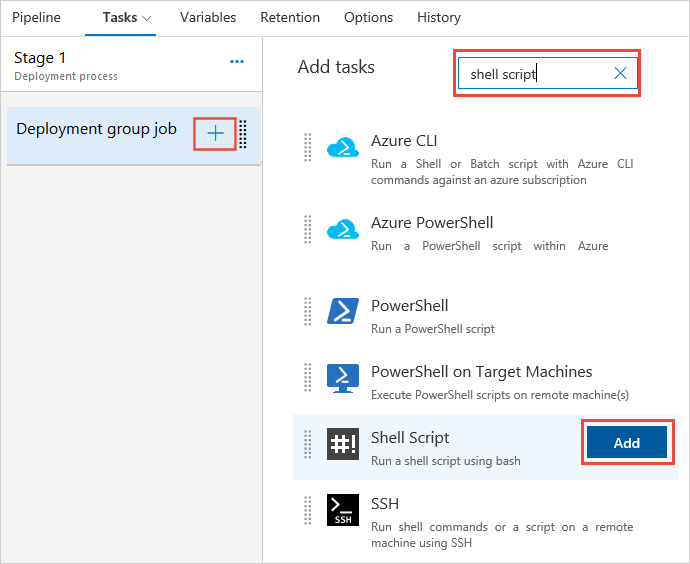 Pipeline Tasks Variables Retention Options History
Stage 1
Deployment process
Deployment group job
Add tasks
shell script
Azure CLI
Run a Shell or Batch script with Azure CLI
commands against an azure subscription
Azure PowerShell
Run a PowerShell script within Azure
PowerShell
Run a PowerShell script
PowerShell on Target Machines
Execute PowerShell scripts on remote machine(s)
#!
Shell Script
Run a shell script using bash
Add
SSH
SSH
Run shell commands or a script on a remote
machine using SSH